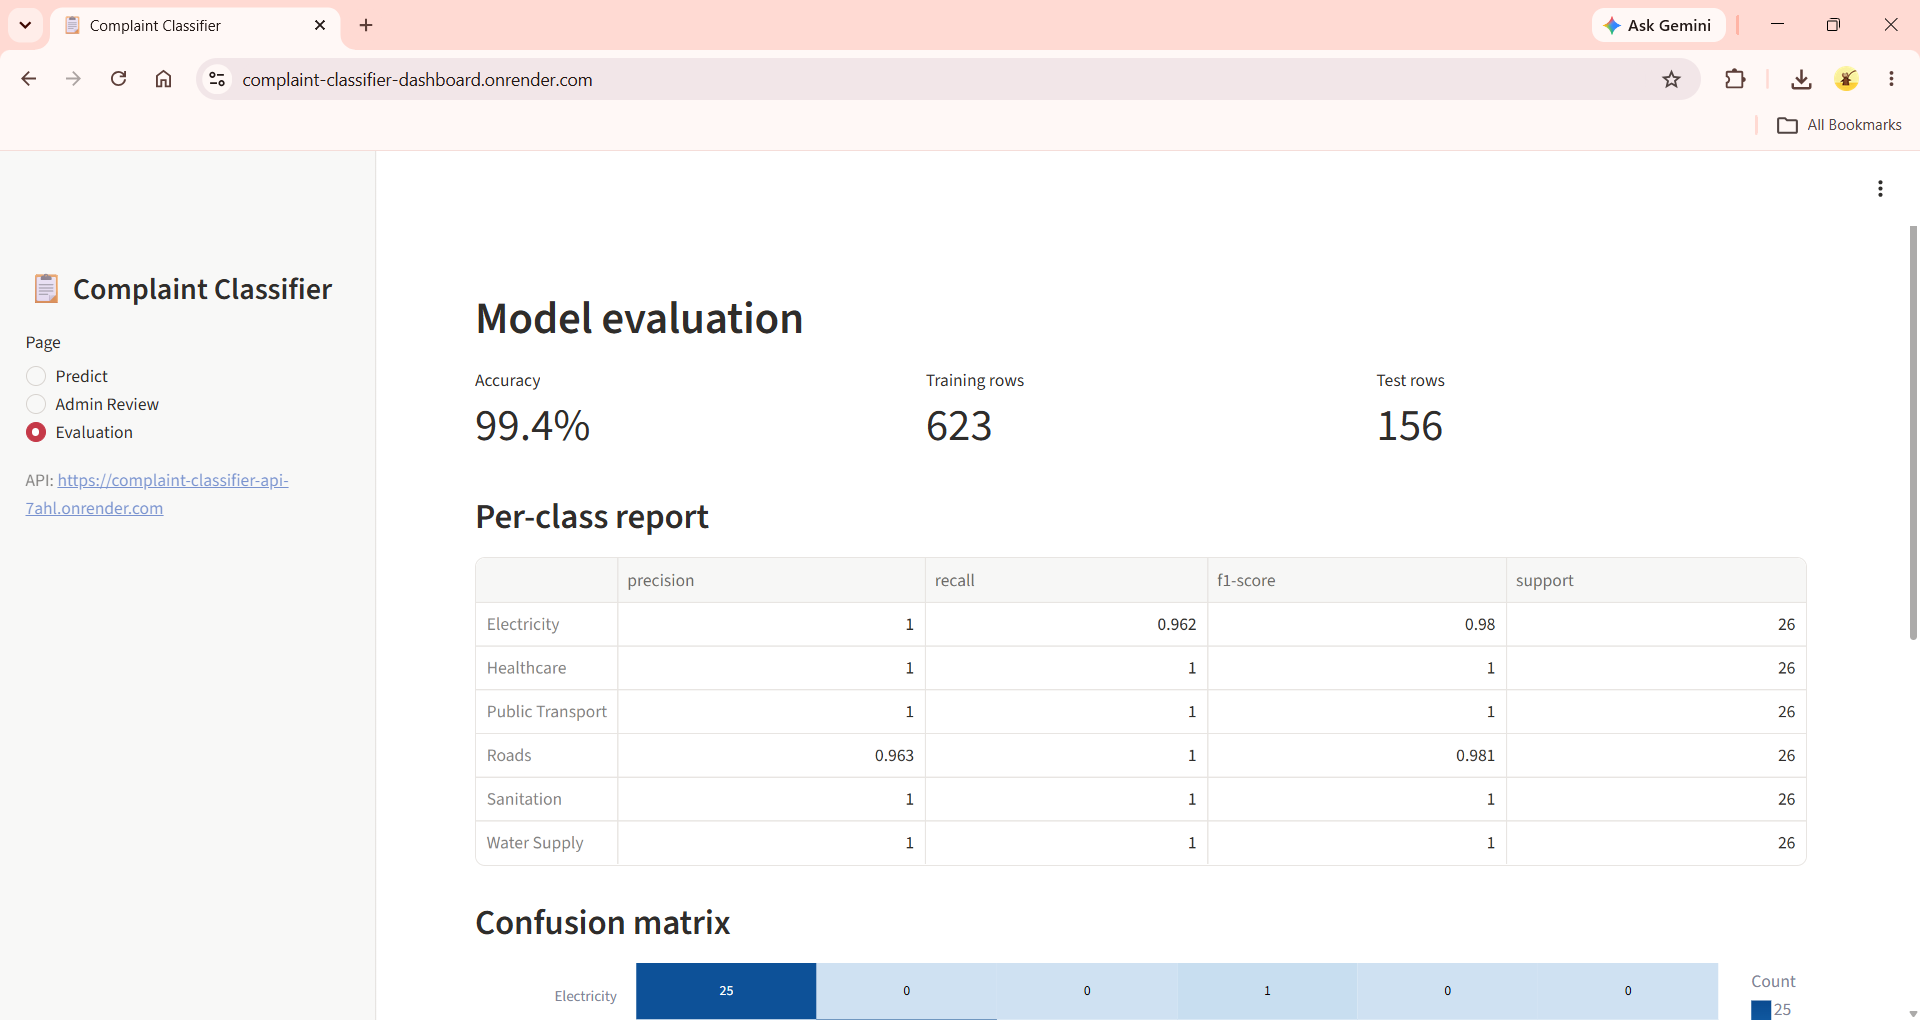 Complaint Classifier
Ask Gemini
complaint-classifier-dashboard.onrender.com
All Bookmarks
Complaint Classifier
Page
Predict
Admin Review
Evaluation
API: https://complaint-classifier-api-
7ahl.onrender.com
Model evaluation
Accuracy Training rows Test rows
99.4% 623 156
Per-class report
precision recall f1-score support
Electricity 1 0.962 0.98 26
Healthcare 1 1 1 26
Public Transport 1 1 1 26
Roads 0.963 1 0.981 26
Sanitation 1 1 1 26
Water Supply 1 1 1 26
Confusion matrix
Electricity 25 0 0 1 0 0
Count
25